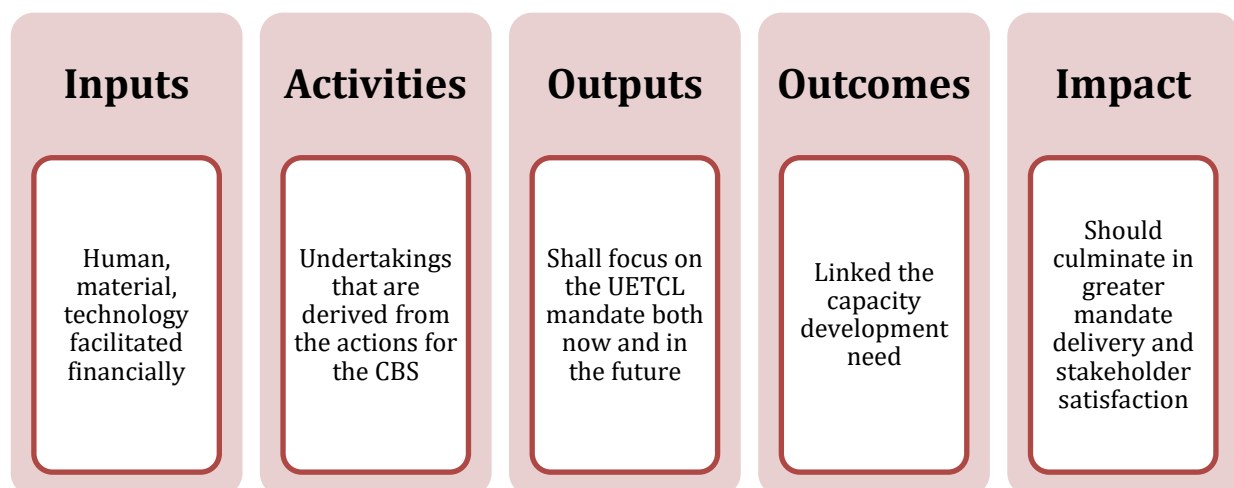 Inputs
Human,
material,
technology
facilitated
financially
Activities
Undertakings
that are
derived from
the actions for
the CBS
Outputs
Shall focus on
the UETCL
mandate both
now and in
the future
Outcomes
Linked the
capacity
development
need
Impact
Should
culminate in
greater
mandate
delivery and
stakeholder
satisfaction